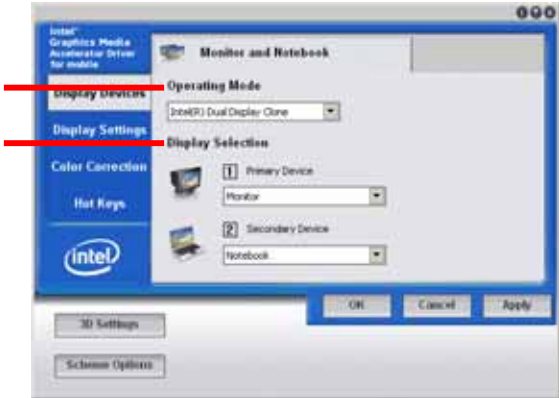 Intel®
Graphics Media
Accelerator Driver
for mobile
Monitor and Notebook
Display Devices
Operating Mode
Intel(R) Dual Display Clone
Display Settings
Display Selection
Color Correction
1 Primary Device
Monitor
Hot Keys
2 Secondary Device
Notebook
intel
OK
Cancel
Apply
3D Settings
Scheme Options